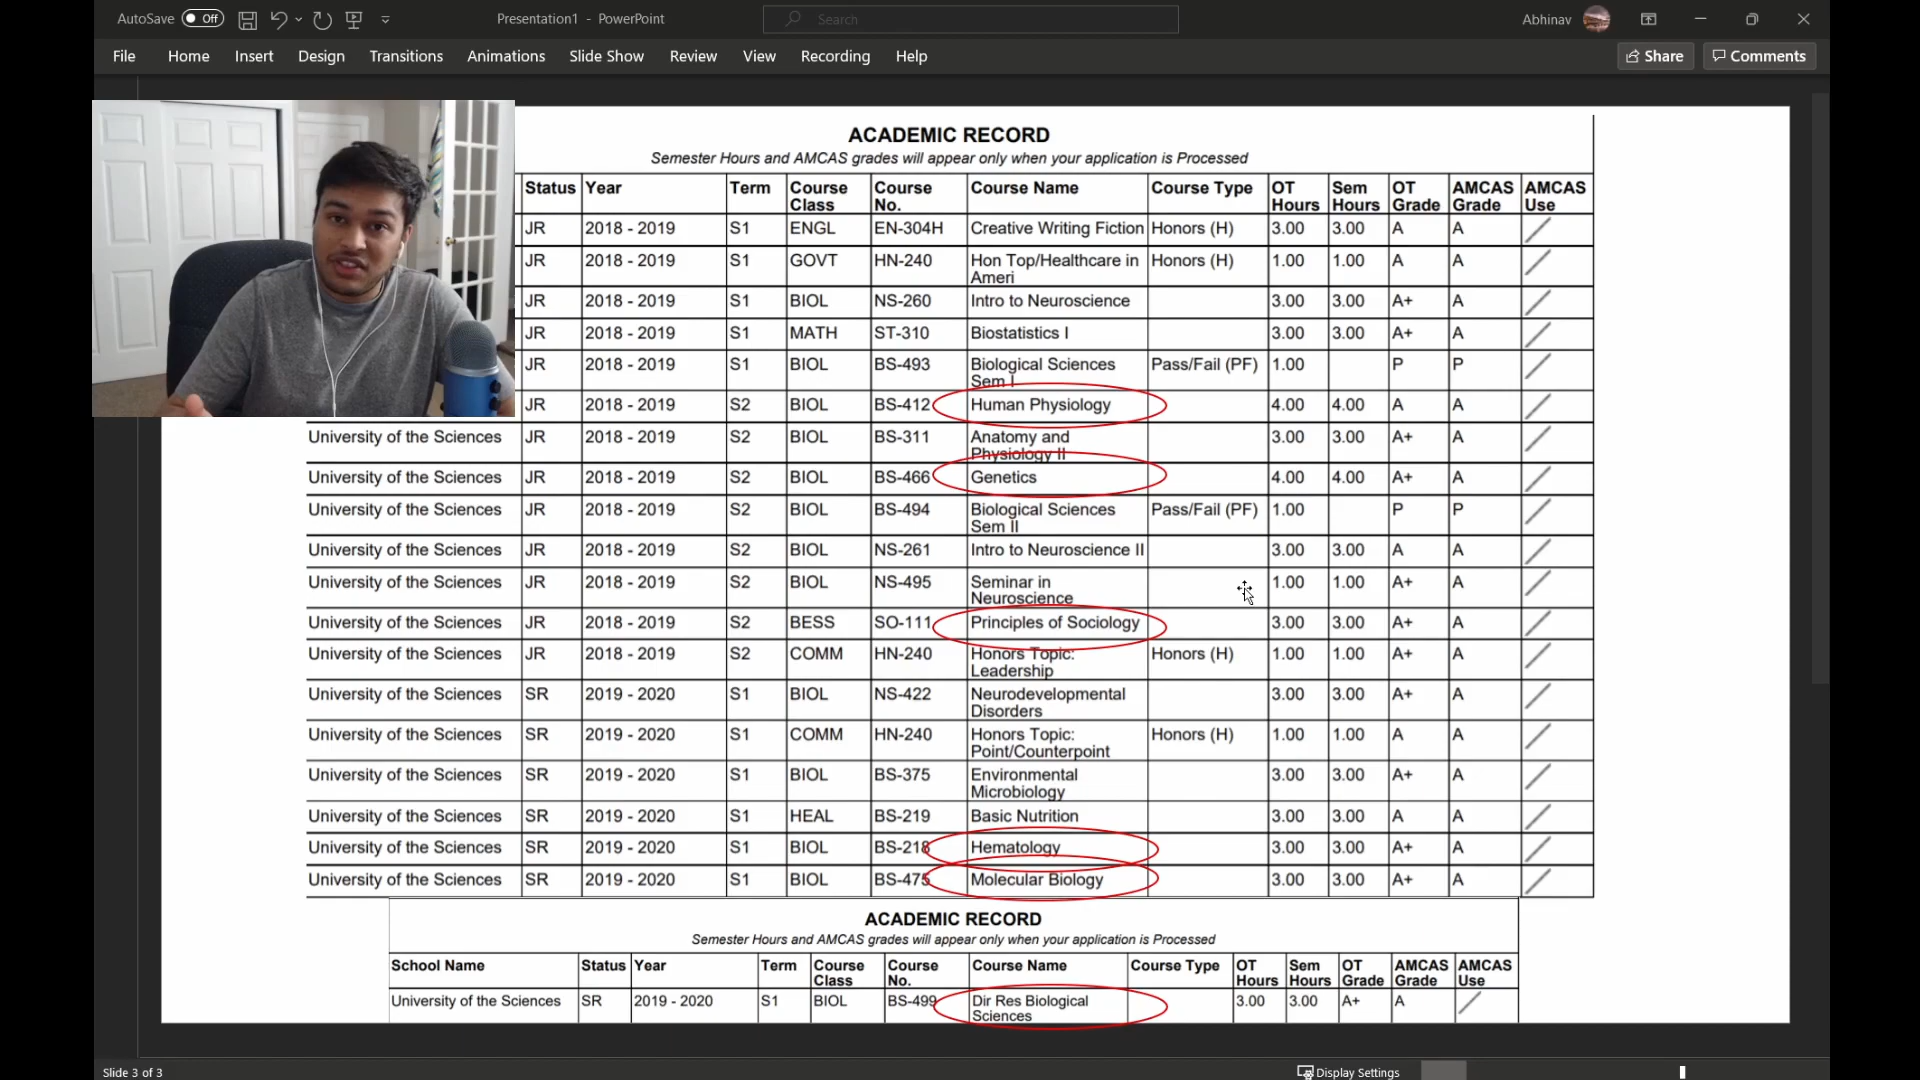 AutoSave Off Presentation1 - PowerPoint Search Abhinav
File Home Insert Design Transitions Animations Slide Show Review View Recording Help Share Comments
ACADEMIC RECORD
Semester Hours and AMCAS grades will appear only when your application is Processed
Status Year Term Course Class Course No. Course Name Course Type OT Hours Sem Hours OT Grade AMCAS Grade AMCAS Use
JR 2018 - 2019 S1 ENGL EN-304H Creative Writing Fiction Honors (H) 3.00 3.00 A A
JR 2018 - 2019 S1 GOVT HN-240 Hon Top/Healthcare in Ameri Honors (H) 1.00 1.00 A A
JR 2018 - 2019 S1 BIOL NS-260 Intro to Neuroscience 3.00 3.00 A+ A
JR 2018 - 2019 S1 MATH ST-310 Biostatistics I 3.00 3.00 A+ A
JR 2018 - 2019 S1 BIOL BS-493 Biological Sciences Sem I Pass/Fail (PF) 1.00 P P
JR 2018 - 2019 S2 BIOL BS-412 Human Physiology 4.00 4.00 A A
University of the Sciences JR 2018 - 2019 S2 BIOL BS-311 Anatomy and Physiology II 3.00 3.00 A+ A
University of the Sciences JR 2018 - 2019 S2 BIOL BS-466 Genetics 4.00 4.00 A+ A
University of the Sciences JR 2018 - 2019 S2 BIOL BS-494 Biological Sciences Sem II Pass/Fail (PF) 1.00 P P
University of the Sciences JR 2018 - 2019 S2 BIOL NS-261 Intro to Neuroscience II 3.00 3.00 A A
University of the Sciences JR 2018 - 2019 S2 BIOL NS-495 Seminar in Neuroscience 1.00 1.00 A+ A
University of the Sciences JR 2018 - 2019 S2 BESS SO-111 Principles of Sociology 3.00 3.00 A+ A
University of the Sciences JR 2018 - 2019 S2 COMM HN-240 Honors Topic: Leadership Honors (H) 1.00 1.00 A+ A
University of the Sciences SR 2019 - 2020 S1 BIOL NS-422 Neurodevelopmental Disorders 3.00 3.00 A+ A
University of the Sciences SR 2019 - 2020 S1 COMM HN-240 Honors Topic: Point/Counterpoint Honors (H) 1.00 1.00 A A
University of the Sciences SR 2019 - 2020 S1 BIOL BS-375 Environmental Microbiology 3.00 3.00 A+ A
University of the Sciences SR 2019 - 2020 S1 HEAL BS-219 Basic Nutrition 3.00 3.00 A A
University of the Sciences SR 2019 - 2020 S1 BIOL BS-218 Hematology 3.00 3.00 A+ A
University of the Sciences SR 2019 - 2020 S1 BIOL BS-475 Molecular Biology 3.00 3.00 A+ A
ACADEMIC RECORD
Semester Hours and AMCAS grades will appear only when your application is Processed
School Name Status Year Term Course Class Course No. Course Name Course Type OT Hours Sem Hours OT Grade AMCAS Grade AMCAS Use
University of the Sciences SR 2019 - 2020 S1 BIOL BS-499 Dir Res Biological Sciences 3.00 3.00 A+ A
Slide 3 of 3 Display Settings